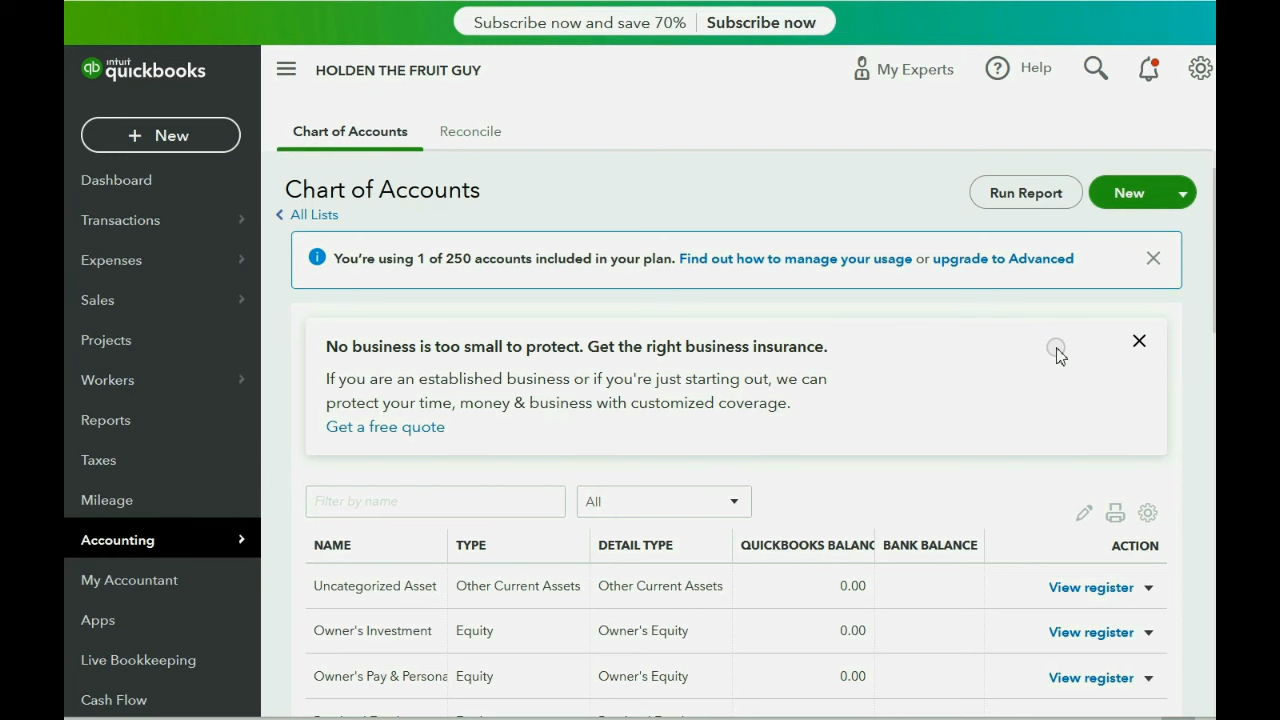 Subscribe now and save 70% Subscribe now
intuit quickbooks
HOLDEN THE FRUIT GUY
My Experts
Help
New
Dashboard
Transactions
Expenses
Sales
Projects
Workers
Reports
Taxes
Mileage
Accounting
My Accountant
Apps
Live Bookkeeping
Cash Flow
Chart of Accounts Reconcile
Chart of Accounts
All Lists
Run Report New
You're using 1 of 250 accounts included in your plan. Find out how to manage your usage or upgrade to Advanced
No business is too small to protect. Get the right business insurance.
If you are an established business or if you're just starting out, we can
protect your time, money & business with customized coverage.
Get a free quote
Filter by name All
NAME TYPE DETAIL TYPE QUICKBOOKS BALANC BANK BALANCE ACTION
Uncategorized Asset Other Current Assets Other Current Assets 0.00 View register
Owner's Investment Equity Owner's Equity 0.00 View register
Owner's Pay & Persona Equity Owner's Equity 0.00 View register